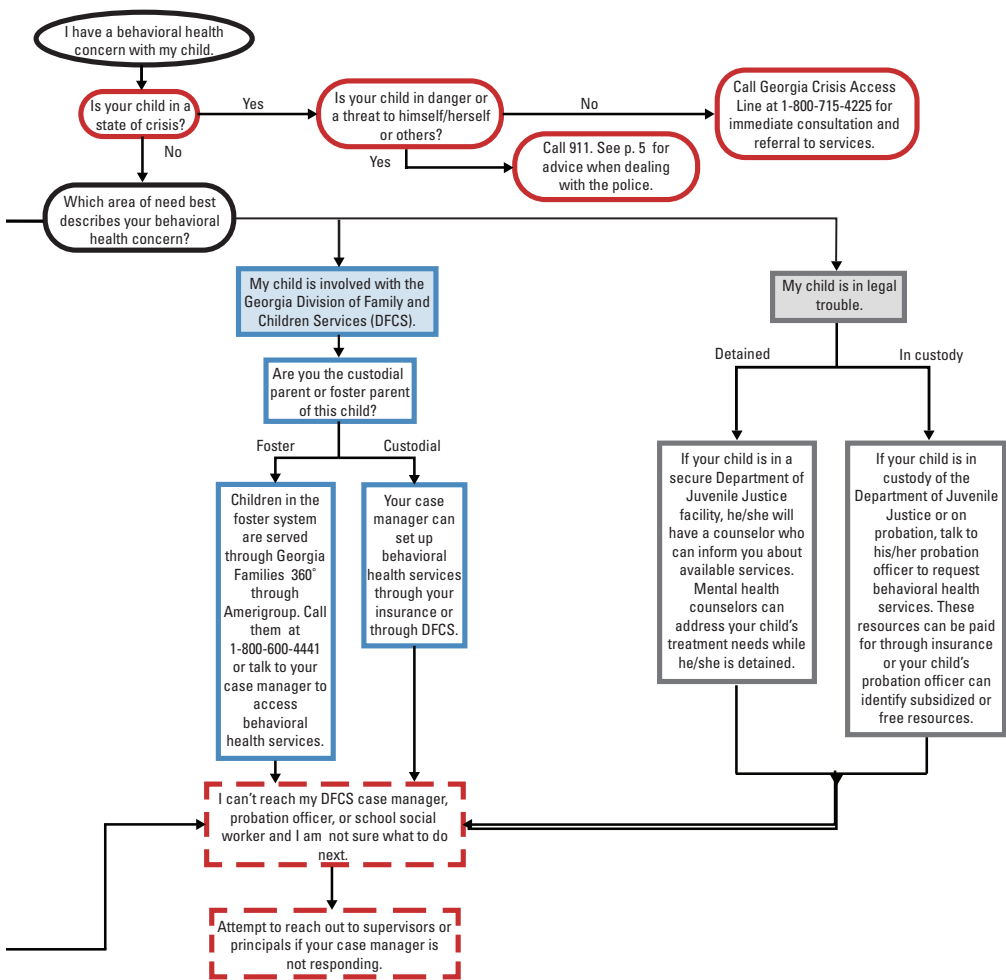 I have a behavioral health
concern with my child.
Is your child in a
state of crisis?
Yes
Is your child in danger or
a threat to himself/herself
or others?
No
Call Georgia Crisis Access
Line at 1-800-715-4225 for
immediate consultation and
referral to services.
No
Yes
Call 911. See p. 5 for
advice when dealing
with the police.
Which area of need best
describes your behavioral
health concern?
My child is involved with the
Georgia Division of Family and
Children Services (DFCS).
Are you the custodial
parent or foster parent
of this child?
Foster
Custodial
Children in the
foster system
are served
through Georgia
Families 360˚
through
Amerigroup. Call
them at
1-800-600-4441
or talk to your
case manager to
access
behavioral
health services.
Your case
manager can
set up
behavioral
health services
through your
insurance or
through DFCS.
My child is in legal
trouble.
Detained
In custody
If your child is in a
secure Department of
Juvenile Justice
facility, he/she will
have a counselor who
can inform you about
available services.
Mental health
counselors can
address your child's
treatment needs while
he/she is detained.
If your child is in
custody of the
Department of Juvenile
Justice or on
probation, talk to
his/her probation
officer to request
behavioral health
services. These
resources can be paid
for through insurance
or your child's
probation officer can
identify subsidized or
free resources.
I can't reach my DFCS case manager,
probation officer, or school social
worker and I am not sure what to do
next.
Attempt to reach out to supervisors or
principals if your case manager is
not responding.